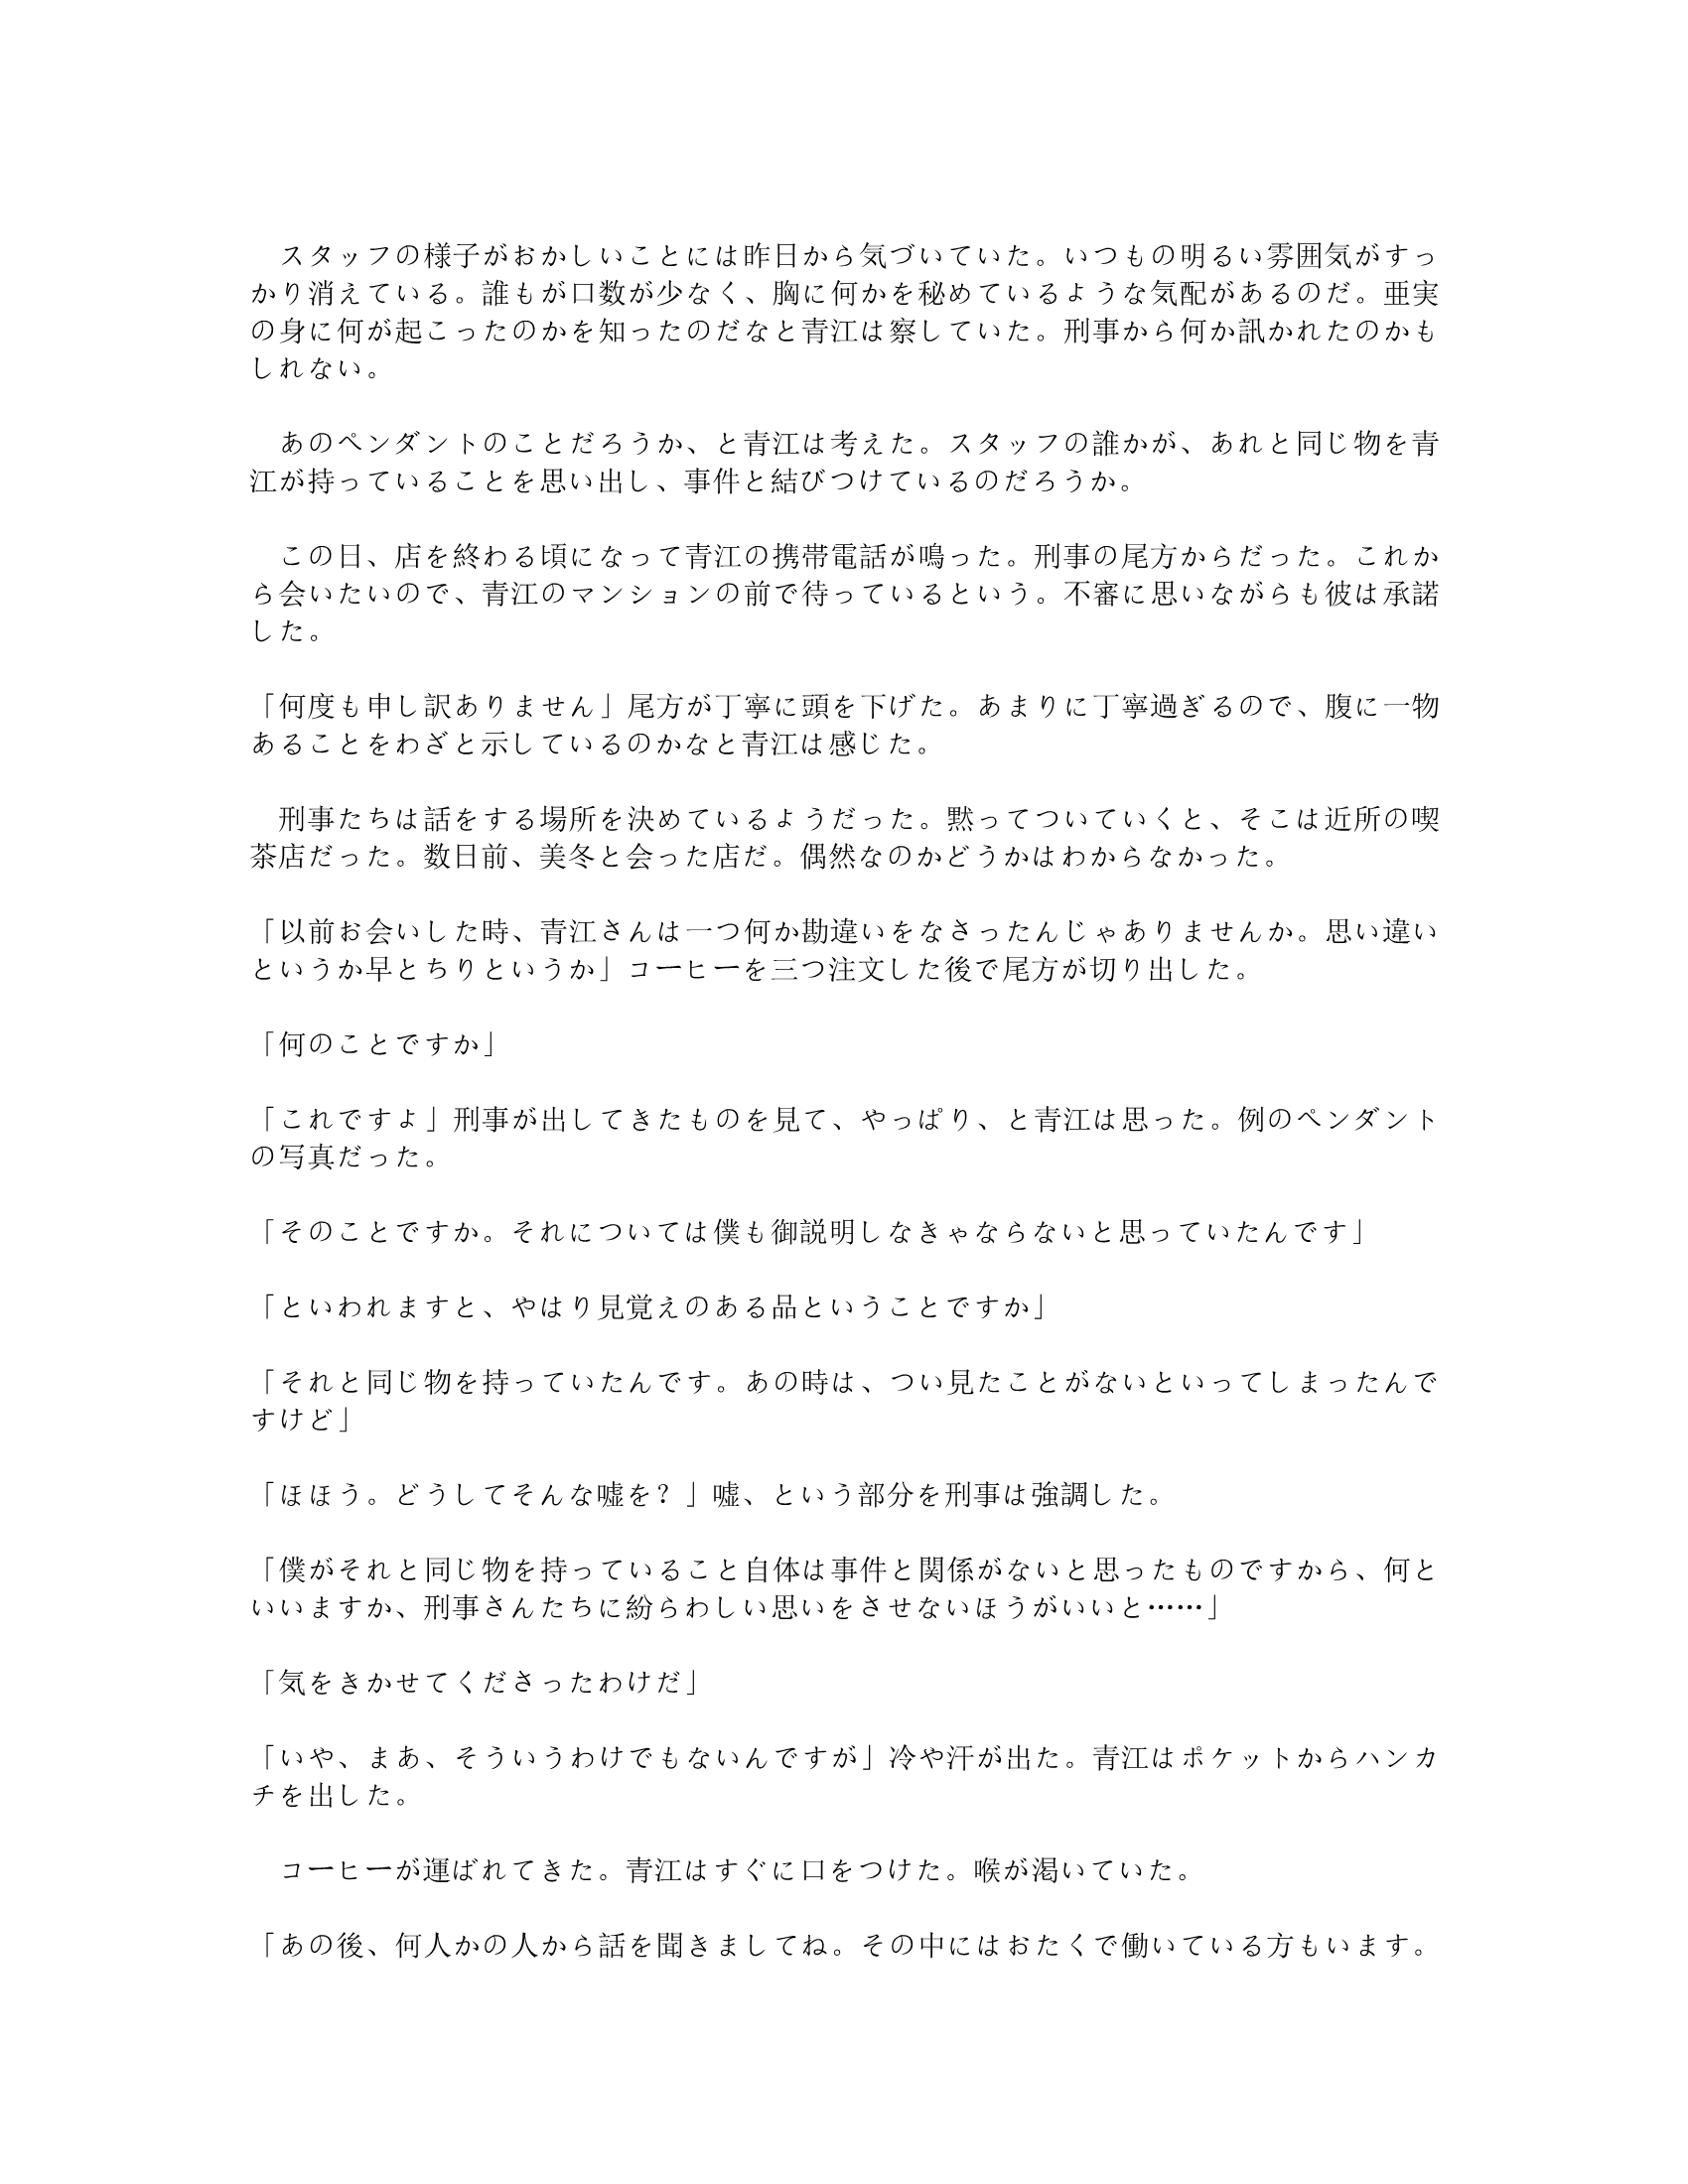 スタッフの様子がおかしいことには昨日から気づいていた。いつもの明るい雰囲気がすっ
かり消えている。誰もが口数が少なく、胸に何かを秘めているような気配があるのだ。亜実
の身に何が起こったのかを知ったのだなと青江は察していた。刑事から何か訊かれたのかも
しれない。
　あのペンダントのことだろうか、と青江は考えた。スタッフの誰かが、あれと同じ物を青
江が持っていることを思い出し、事件と結びつけているのだろうか。
　この日、店を終わる頃になって青江の携帯電話が鳴った。刑事の尾方からだった。これか
ら会いたいので、青江のマンションの前で待っているという。不審に思いながらも彼は承諾
した。
「何度も申し訳ありません」尾方が丁寧に頭を下げた。あまりに丁寧過ぎるので、腹に一物
あることをわざと示しているのかなと青江は感じた。
　刑事たちは話をする場所を決めているようだった。黙ってついていくと、そこは近所の喫
茶店だった。数日前、美冬と会った店だ。偶然なのかどうかはわからなかった。
「以前お会いした時、青江さんは一つ何か勘違いをなさったんじゃありませんか。思い違い
というか早とちりというか」コーヒーを三つ注文した後で尾方が切り出した。
「何のことですか」
「これですよ」刑事が出してきたものを見て、やっぱり、と青江は思った。例のペンダント
の写真だった。
「そのことですか。それについては僕も御説明しなきゃならないと思っていたんです」
「といわれますと、やはり見覚えのある品ということですか」
「それと同じ物を持っていたんです。あの時は、つい見たことがないといってしまったんで
すけど」
「ほほう。どうしてそんな嘘を？」嘘、という部分を刑事は強調した。
「僕がそれと同じ物を持っていること自体は事件と関係がないと思ったものですから、何と
いいますか、刑事さんたちに紛らわしい思いをさせないほうがいいと……」
「気をきかせてくださったわけだ」
「いや、まあ、そういうわけでもないんですが」冷や汗が出た。青江はポケットからハンカ
チを出した。
　コーヒーが運ばれてきた。青江はすぐに口をつけた。喉が渇いていた。
「あの後、何人かの人から話を聞きましてね。その中にはおたくで働いている方もいます。